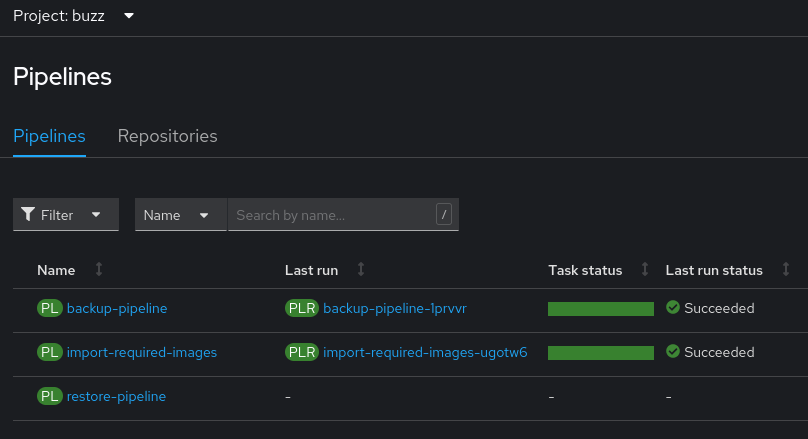 Project: buzz
Pipelines
Pipelines Repositories
Filter Name Search by name... /
Name Last run Task status Last run status
PL backup-pipeline PLR backup-pipeline-1prvvr Succeeded
PL import-required-images PLR import-required-images-ugotw6 Succeeded
PL restore-pipeline - - -